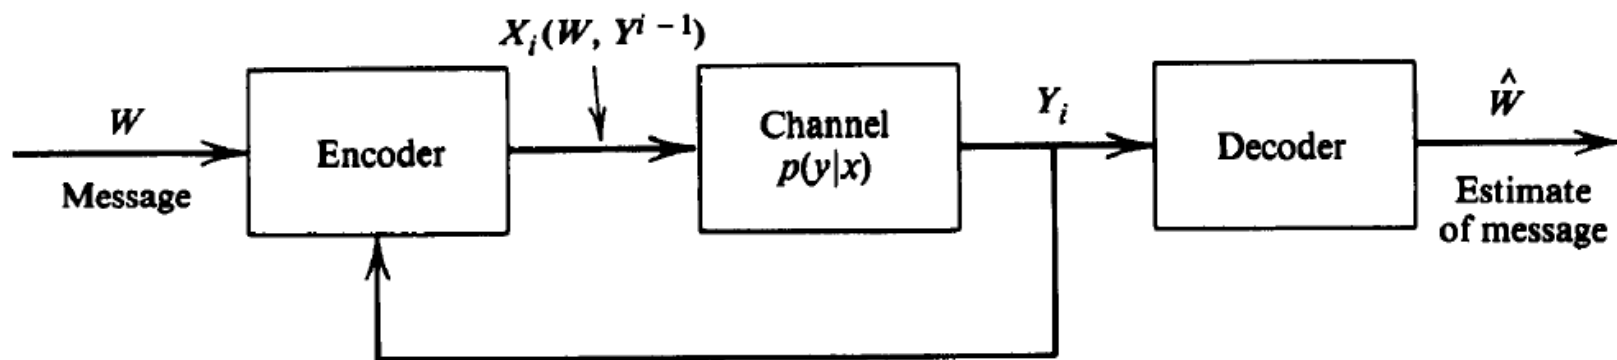 X_i(W, Y^{i-1})
W
Message
Encoder
Channel
p(y|x)
Y_i
Decoder
Ŵ
Estimate
of message